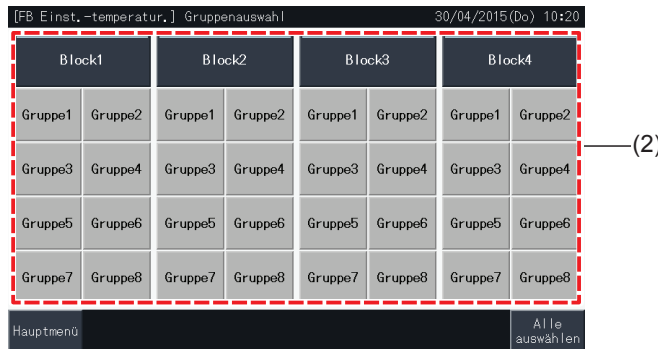 [FB Einst.-temperatur.] Gruppenauswahl 30/04/2015(Do) 10:20
Block1 Block2 Block3 Block4
Gruppe1 Gruppe2 Gruppe1 Gruppe2 Gruppe1 Gruppe2 Gruppe1 Gruppe2
(2)
Gruppe3 Gruppe4 Gruppe3 Gruppe4 Gruppe3 Gruppe4 Gruppe3 Gruppe4
Gruppe5 Gruppe6 Gruppe5 Gruppe6 Gruppe5 Gruppe6 Gruppe5 Gruppe6
Gruppe7 Gruppe8 Gruppe7 Gruppe8 Gruppe7 Gruppe8 Gruppe7 Gruppe8
Hauptmenü
Alle
auswählen